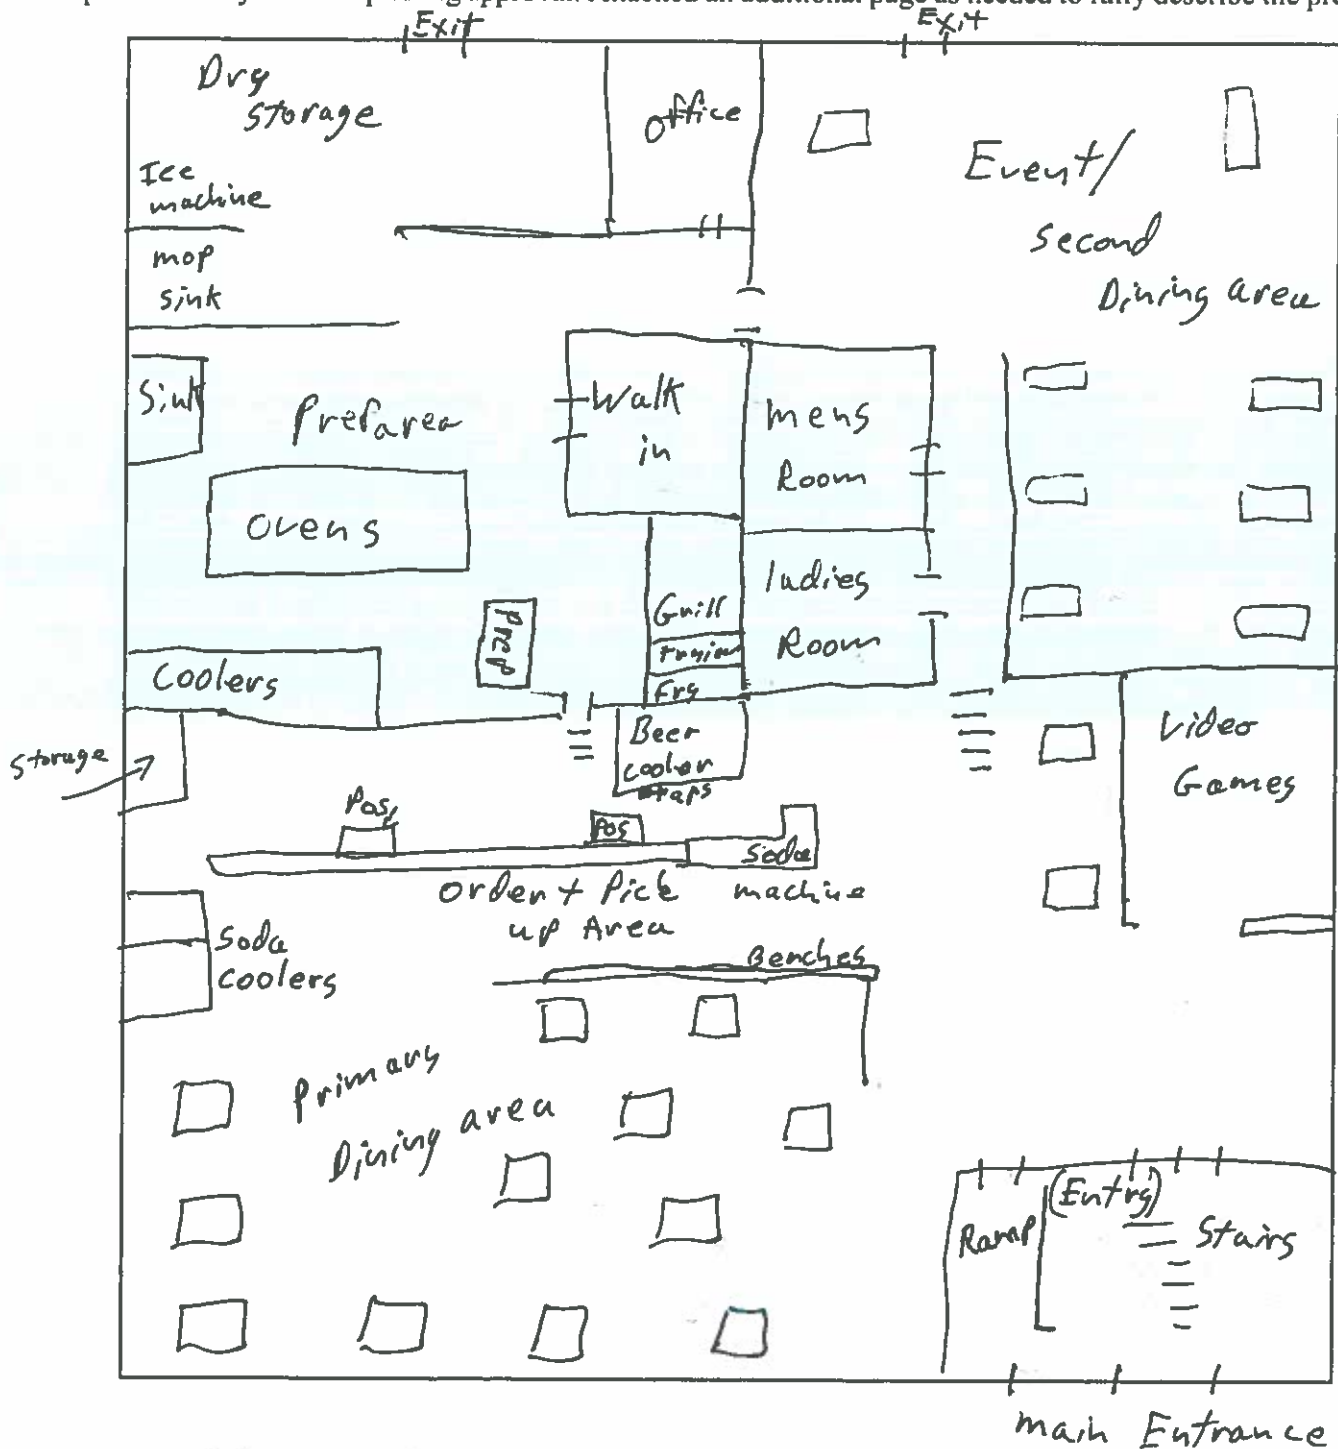 Exit
Exit
Dry
storage
office
Event/
second
Dining area
Ice
machine
mop
sink
Sink
Prep area
Walk
in
mens
Room
Ovens
ladies
Room
Prep
Grill
Fry
Coolers
Beer
cooler
taps
Video
Games
Storage
Pos
Pos
Soda
machine
Order + Pick
up Area
Soda
coolers
Benches
Primary
Dining area
(Entry)
Ramp
Stairs
main Entrance